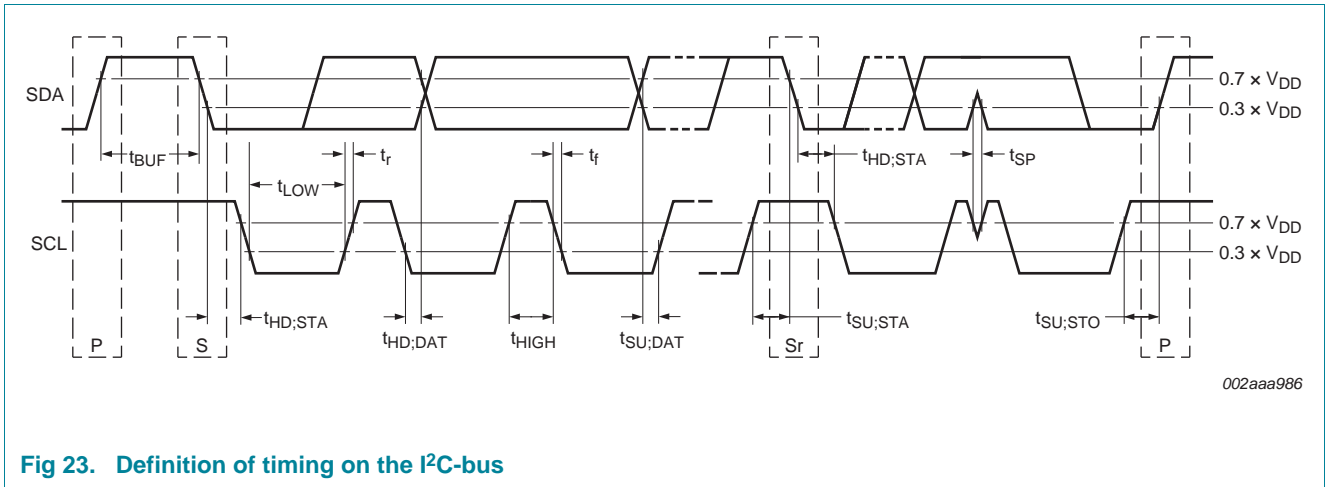 SDA
0.7 × VDD
0.3 × VDD
tBUF
tr
tf
tHD;STA
tSP
tLOW
SCL
0.7 × VDD
0.3 × VDD
tHD;STA
tHD;DAT
tHIGH
tSU;DAT
tSU;STA
tSU;STO
P
S
Sr
P
002aaa986
Fig 23. Definition of timing on the I²C-bus